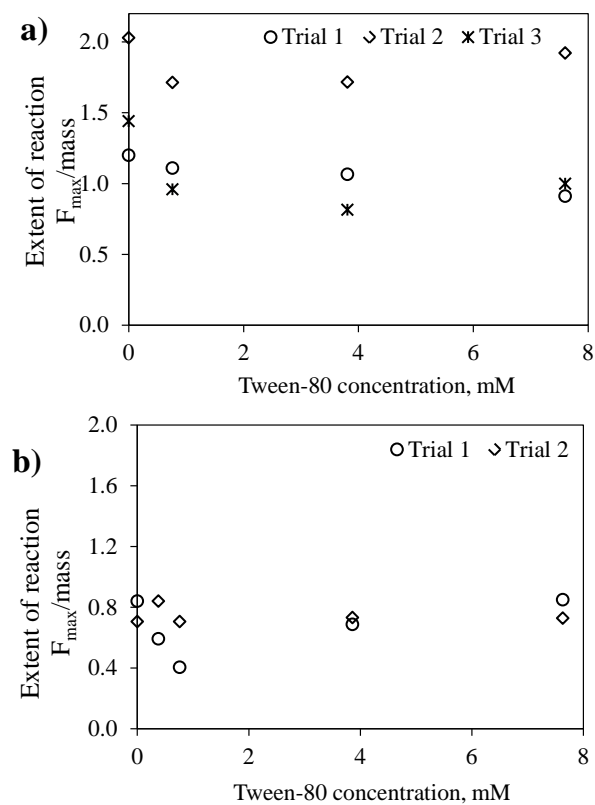 a)
Trial 1 Trial 2 Trial 3
2.0
1.5
1.0
0.5
0.0
0 2 4 6 8
Extent of reaction
Fmax/mass
Tween-80 concentration, mM
b)
Trial 1 Trial 2
2.0
1.6
1.2
0.8
0.4
0.0
0 2 4 6 8
Extent of reaction
Fmax/mass
Tween-80 concentration, mM